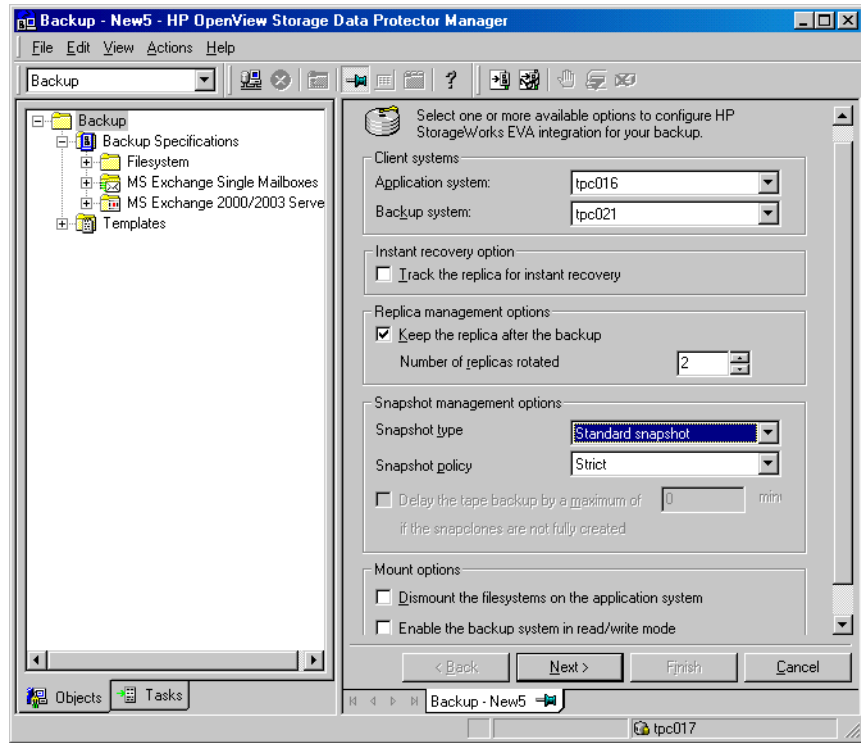 Backup - New5 - HP OpenView Storage Data Protector Manager
File Edit View Actions Help
Backup
Backup
Backup Specifications
Filesystem
MS Exchange Single Mailboxes
MS Exchange 2000/2003 Serve
Templates
Objects
Tasks
Select one or more available options to configure HP
StorageWorks EVA integration for your backup.
Client systems
Application system: tpc016
Backup system: tpc021
Instant recovery option
Track the replica for instant recovery
Replica management options
Keep the replica after the backup
Number of replicas rotated 2
Snapshot management options
Snapshot type Standard snapshot
Snapshot policy Strict
Delay the tape backup by a maximum of 0 minu
if the snapclones are not fully created
Mount options
Dismount the filesystems on the application system
Enable the backup system in read/write mode
< Back Next > Finish Cancel
Backup - New5
tpc017